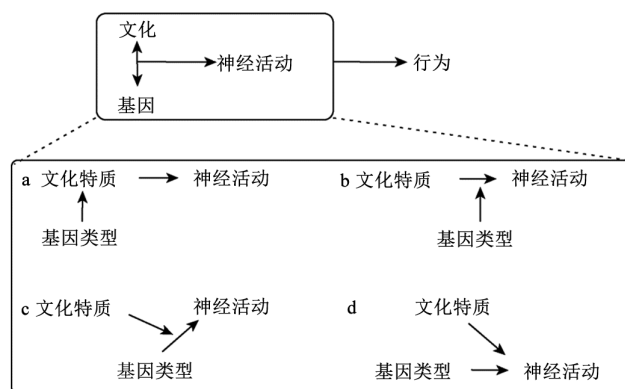 文化
神经活动
行为
基因
a 文化特质
神经活动
b 文化特质
神经活动
基因类型
基因类型
c 文化特质
神经活动
d
文化特质
基因类型
基因类型
神经活动